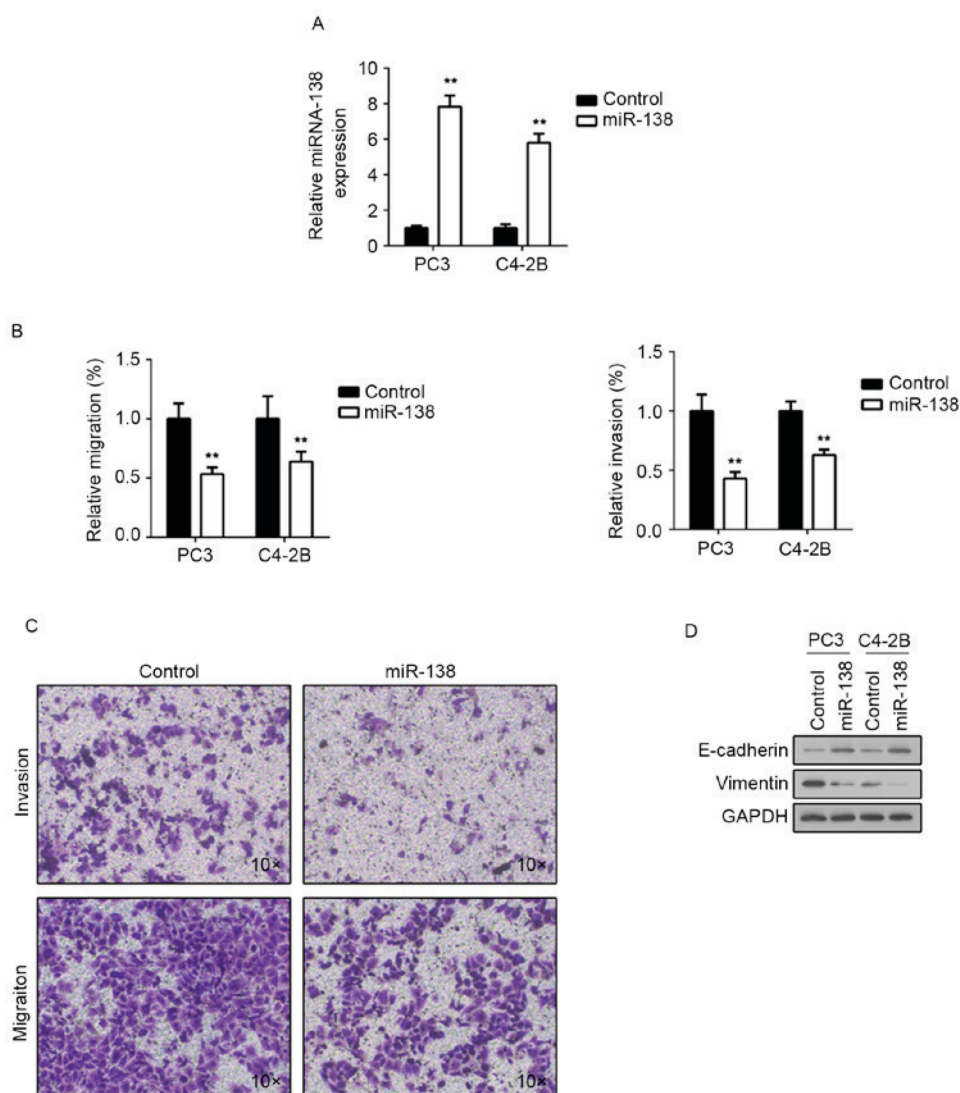 A
Relative miRNA-138
expression
10
8
6
4
2
0
**
**
Control
miR-138
PC3
C4-2B
B
Relative migration (%)
1.5
1.0
0.5
0.0
**
**
Control
miR-138
PC3
C4-2B
Relative invasion (%)
1.5
1.0
0.5
0.0
**
**
Control
miR-138
PC3
C4-2B
C
Control
miR-138
Invasion
10×
10×
Migraiton
10×
10×
D
PC3 C4-2B
Control
miR-138
Control
miR-138
E-cadherin
Vimentin
GAPDH